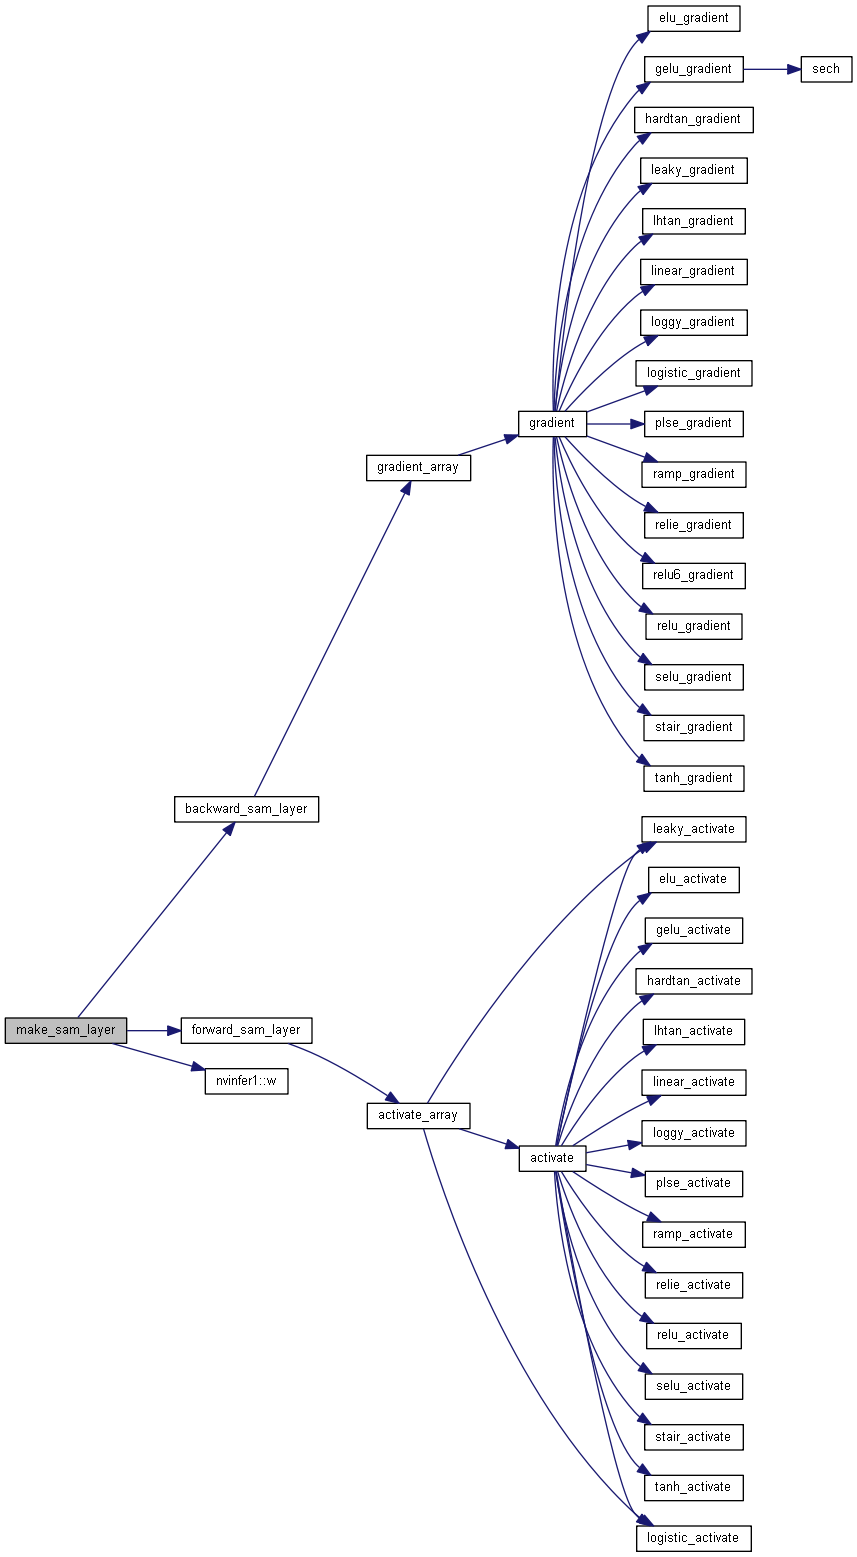 elu_gradient
gelu_gradient
sech
hardtan_gradient
leaky_gradient
lhtan_gradient
linear_gradient
loggy_gradient
logistic_gradient
gradient
plse_gradient
gradient_array
ramp_gradient
relie_gradient
relu6_gradient
relu_gradient
selu_gradient
stair_gradient
tanh_gradient
backward_sam_layer
leaky_activate
elu_activate
gelu_activate
hardtan_activate
make_sam_layer
forward_sam_layer
lhtan_activate
nvinfer1::w
linear_activate
activate_array
loggy_activate
activate
plse_activate
ramp_activate
relie_activate
relu_activate
selu_activate
stair_activate
tanh_activate
logistic_activate